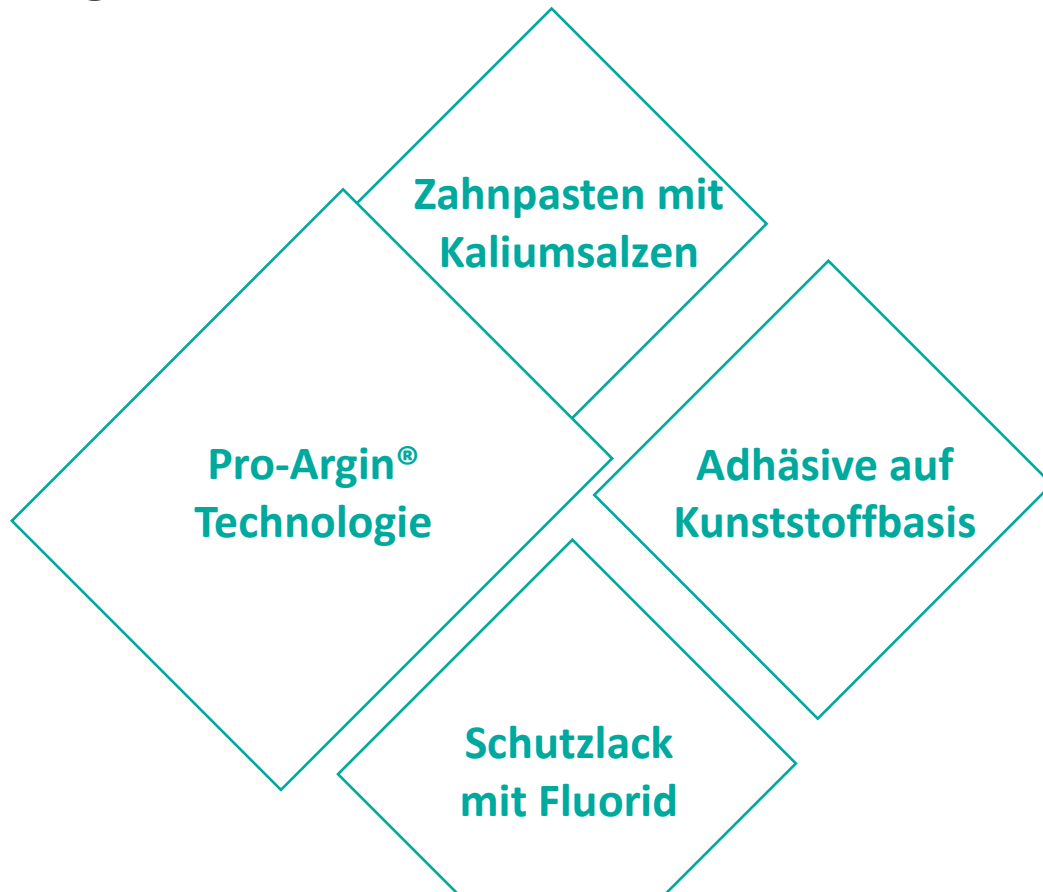 Zahnpasten mit
Kaliumsalzen
Pro-Argin®
Technologie
Adhäsive auf
Kunststoffbasis
Schutzlack
mit Fluorid